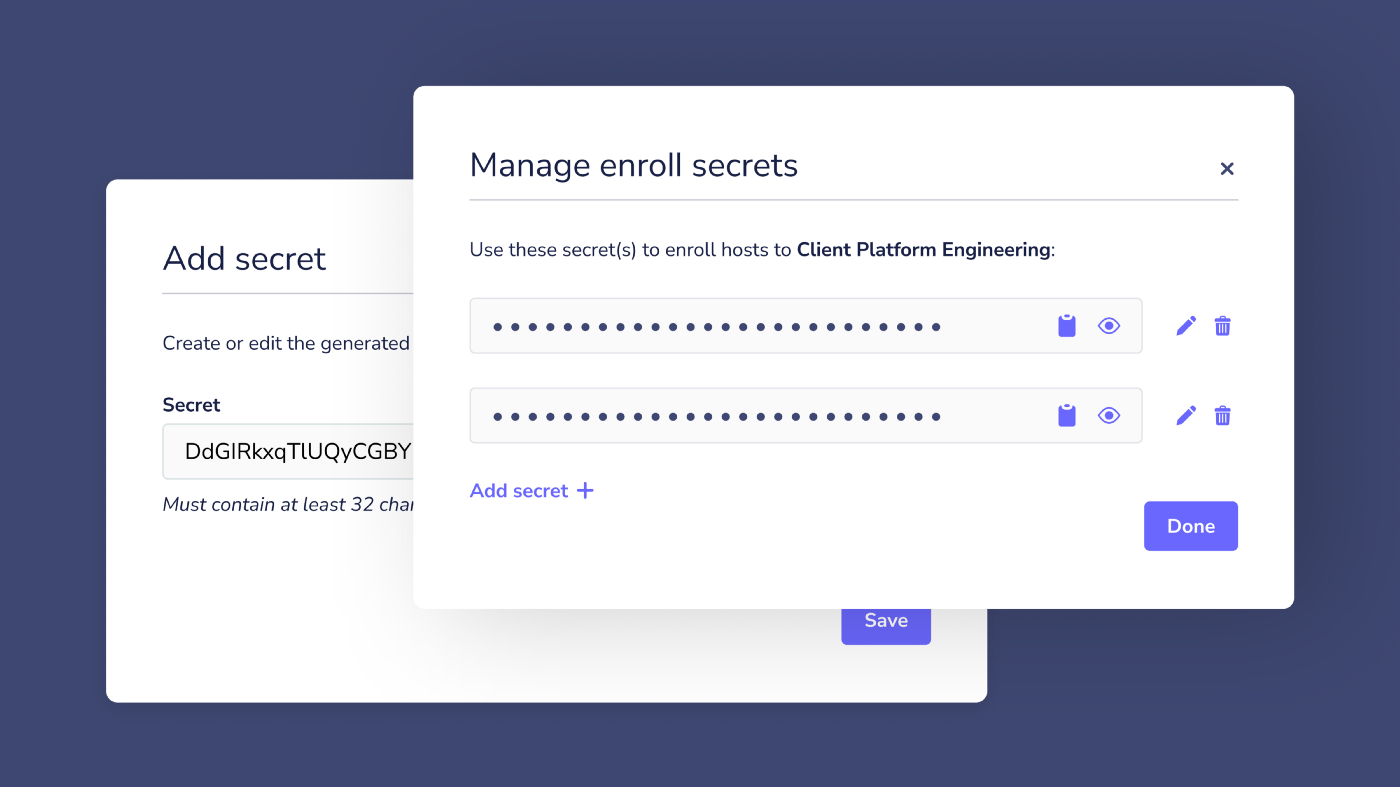 Manage enroll secrets
Use these secret(s) to enroll hosts to Client Platform Engineering:
Add secret
Done
Add secret
Create or edit the generated
Secret
DdGIRkxqTlUQyCGBY
Must contain at least 32
Save